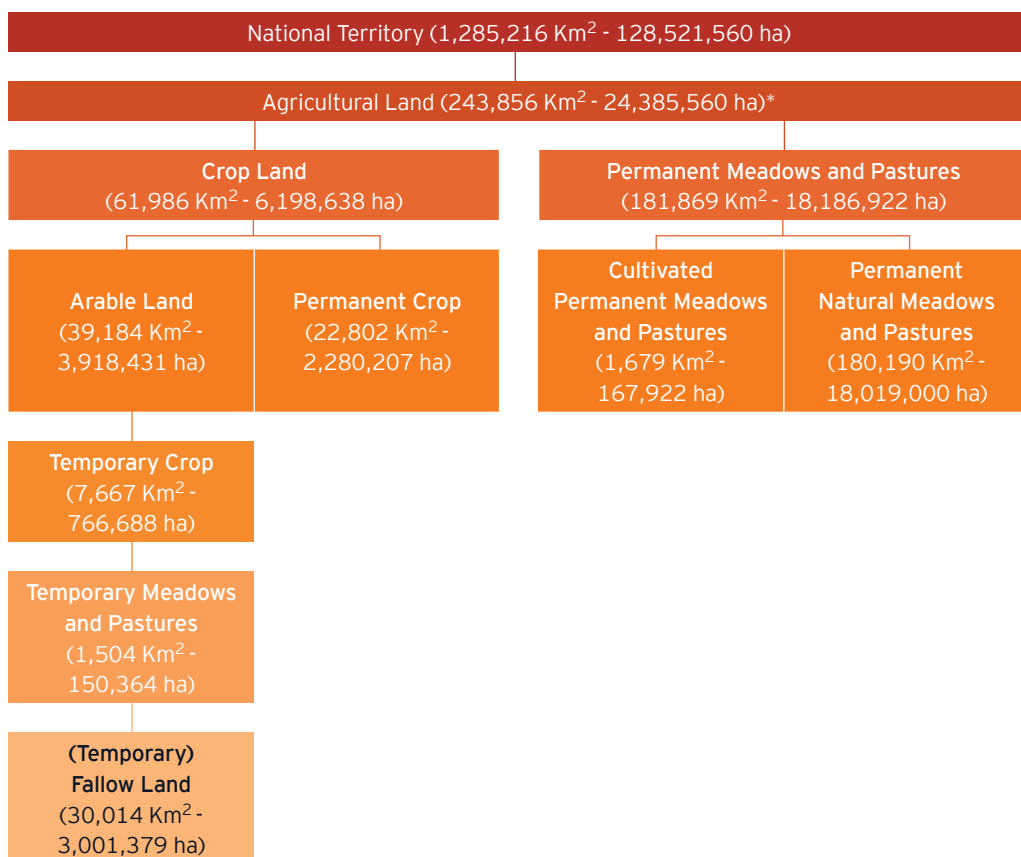 National Territory (1,285,216 Km² - 128,521,560 ha)
Agricultural Land (243,856 Km² - 24,385,560 ha)*
Crop Land
(61,986 Km² - 6,198,638 ha)
Permanent Meadows and Pastures
(181,869 Km² - 18,186,922 ha)
Arable Land
(39,184 Km² -
3,918,431 ha)
Permanent Crop
(22,802 Km² -
2,280,207 ha)
Cultivated
Permanent Meadows
and Pastures
(1,679 Km² -
167,922 ha)
Permanent
Natural Meadows
and Pastures
(180,190 Km² -
18,019,000 ha)
Temporary Crop
(7,667 Km² -
766,688 ha)
Temporary Meadows
and Pastures
(1,504 Km² -
150,364 ha)
(Temporary)
Fallow Land
(30,014 Km² -
3,001,379 ha)